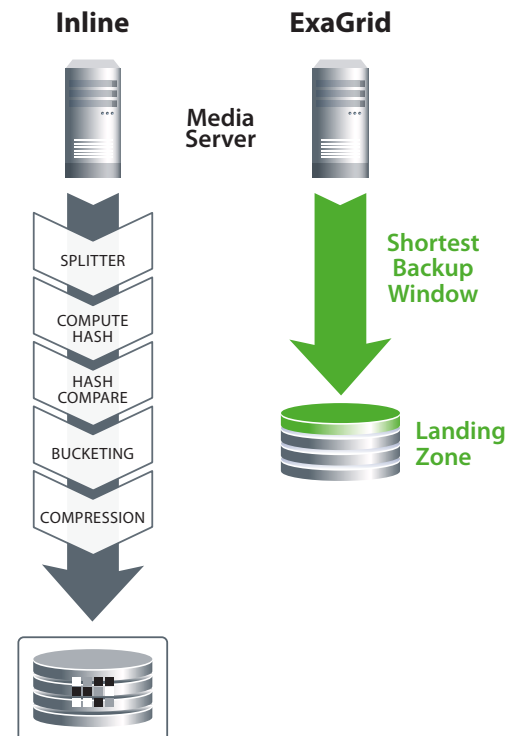 Inline
ExaGrid
Media
Server
SPLITTER
COMPUTE
HASH
HASH
COMPARE
BUCKETING
COMPRESSION
Shortest
Backup
Window
Landing
Zone